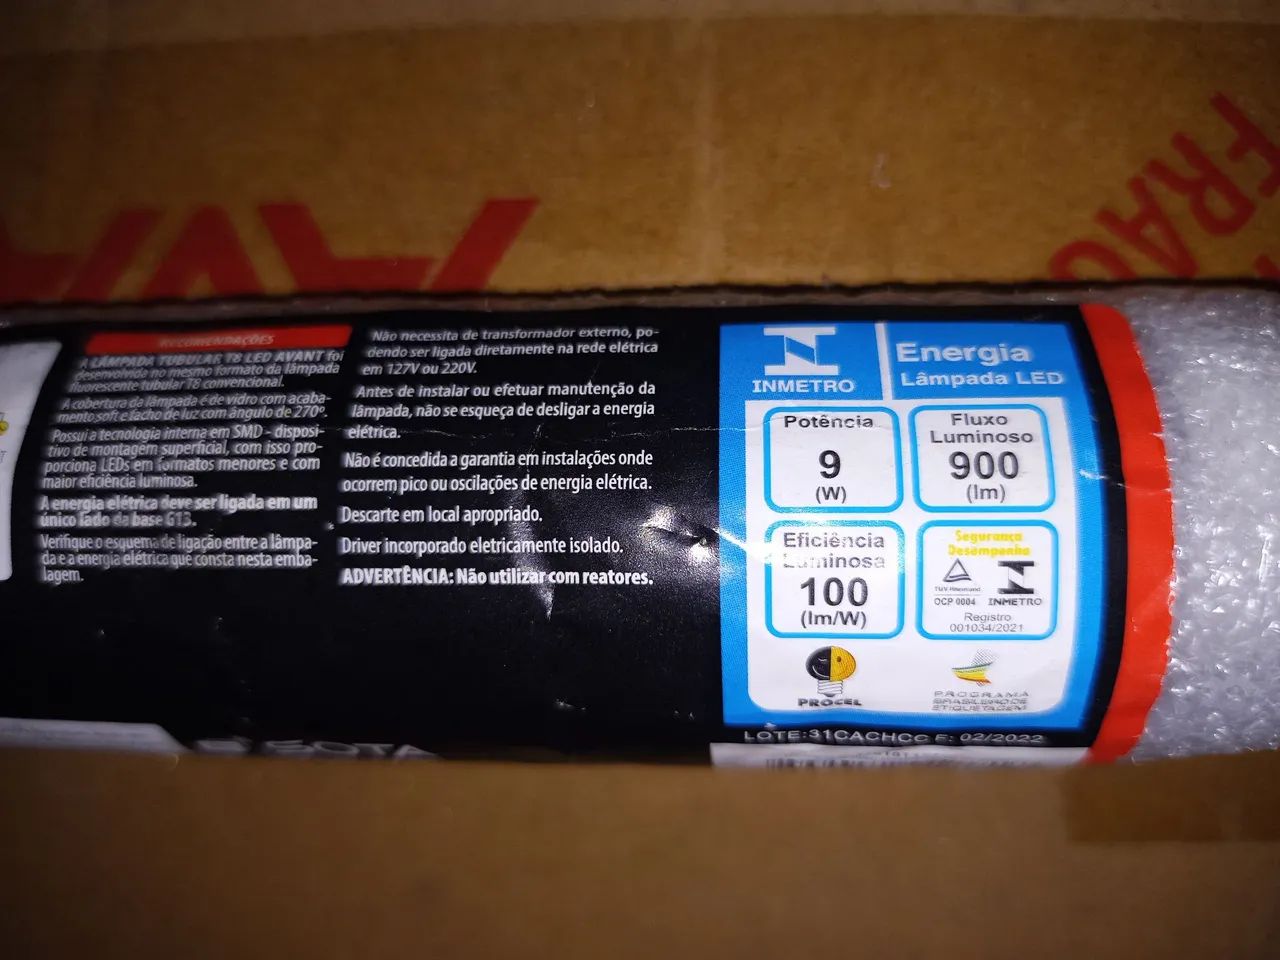 FRAG
RECOMENDAÇÕES
A LÂMPADA TUBULAR T8 LED AVANT foi
desenvolvida no mesmo formato da lâmpada
fluorescente tubular T8 convencional.
A cobertura da lâmpada é de vidro com acaba-
mento soft e facho de luz com ângulo de 270º.
Possui a tecnologia interna em SMD - disposi-
tivo de montagem superficial, com isso pro-
porciona LEDs em formatos menores e com
maior eficiência luminosa.
A energia elétrica deve ser ligada em um
único lado da base G13.
Verifique o esquema de ligação entre a lâmpa-
da e a energia elétrica que consta nesta emba-
lagem.
Não necessita de transformador externo, po-
dendo ser ligada diretamente na rede elétrica
em 127V ou 220V.
Antes de instalar ou efetuar manutenção da
lâmpada, não se esqueça de desligar a energia
elétrica.
Não é concedida a garantia em instalações onde
ocorrem pico ou oscilações de energia elétrica.
Descarte em local apropriado.
Driver incorporado eletricamente isolado.
ADVERTÊNCIA: Não utilizar com reatores.
INMETRO
Energia
Lâmpada LED
Potência
9
(W)
Fluxo
Luminoso
900
(lm)
Eficiência
Luminosa
100
(lm/W)
Segurança
Desempenho
TÜV Rheinland
OCP 0004
INMETRO
Registro
001034/2021
PROCEL
PROGRAMA
BRASILEIRO DE
ETIQUETAGEM
LOTE:31CACHCC F: 02/2022